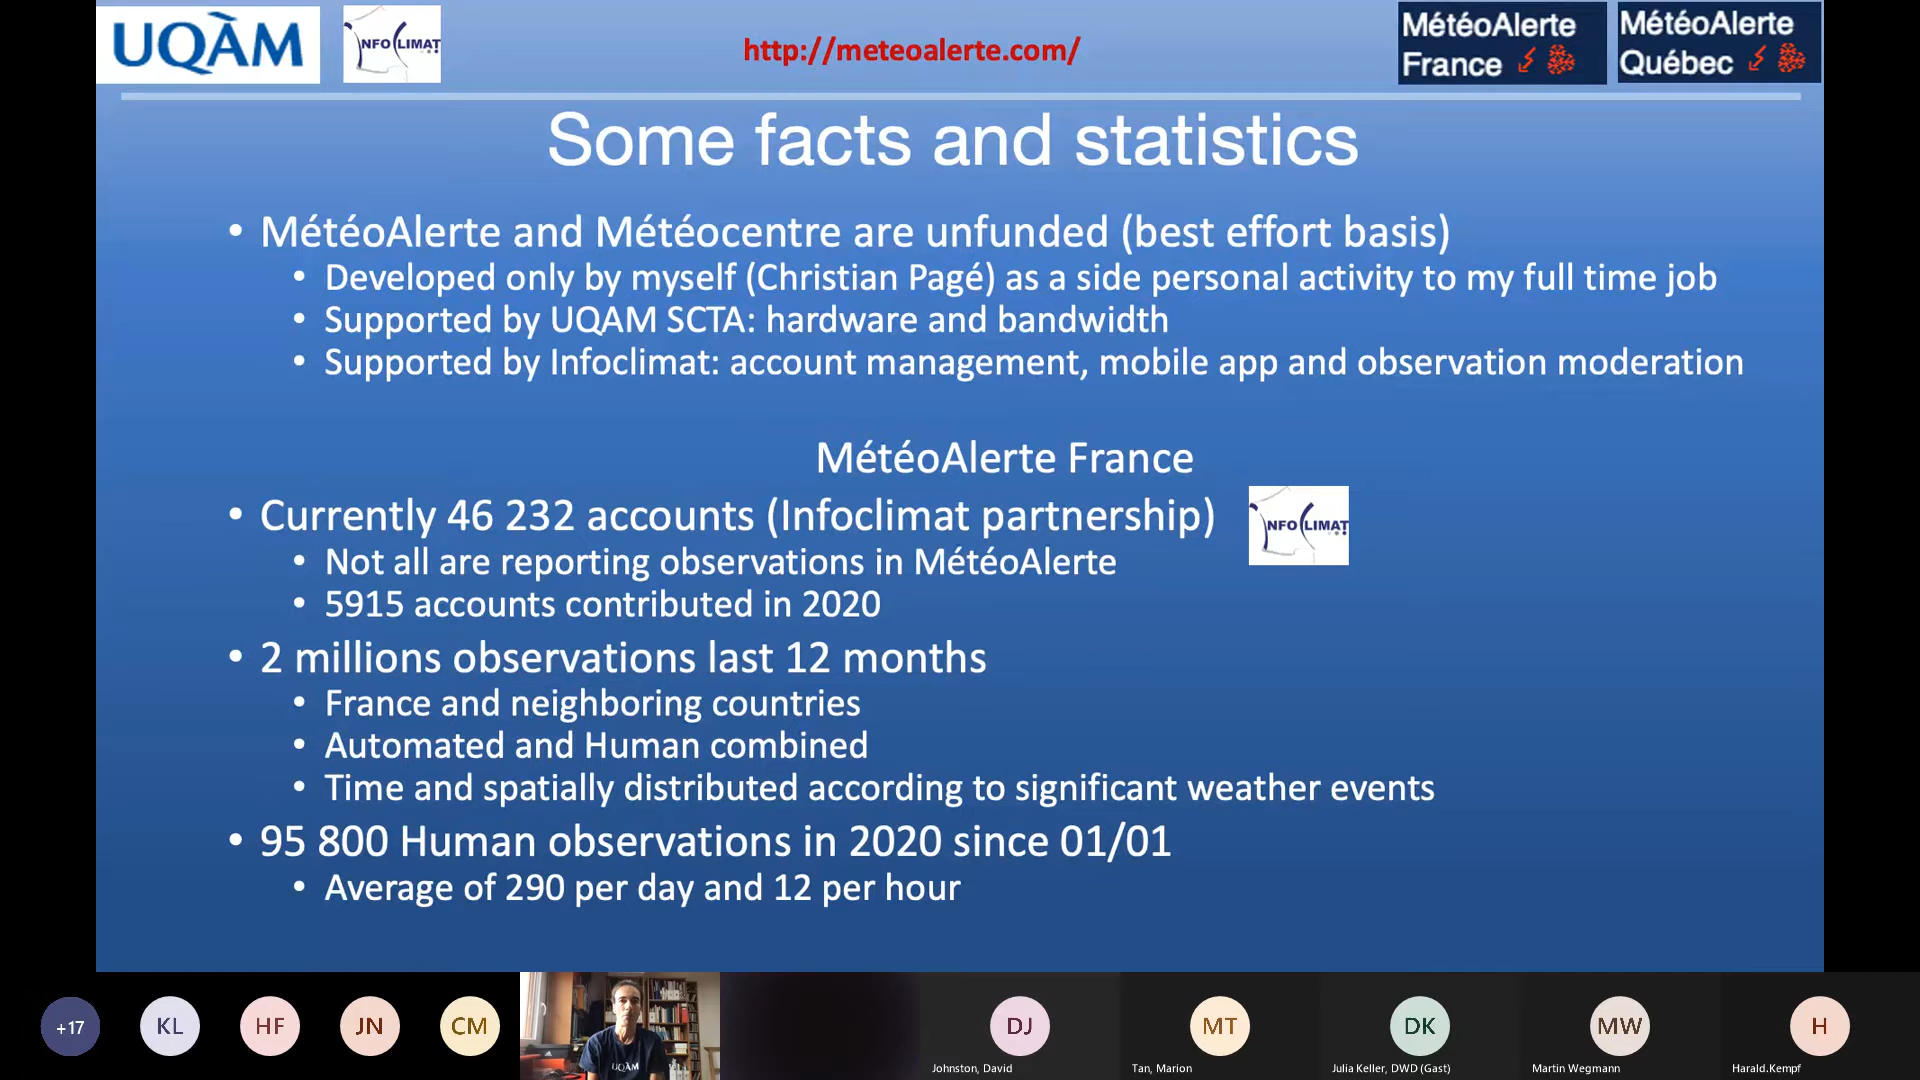 UQÀM
INFOCLIMAT
http://meteoalerte.com/
MétéoAlerte
France
MétéoAlerte
Québec
Some facts and statistics
• MétéoAlerte and Météocentre are unfunded (best effort basis)
• Developed only by myself (Christian Pagé) as a side personal activity to my full time job
• Supported by UQAM SCTA: hardware and bandwidth
• Supported by Infoclimat: account management, mobile app and observation moderation
MétéoAlerte France
• Currently 46 232 accounts (Infoclimat partnership)
INFOCLIMAT
• Not all are reporting observations in MétéoAlerte
• 5915 accounts contributed in 2020
• 2 millions observations last 12 months
• France and neighboring countries
• Automated and Human combined
• Time and spatially distributed according to significant weather events
• 95 800 Human observations in 2020 since 01/01
• Average of 290 per day and 12 per hour
+17
KL
HF
JN
CM
UQÀM
DJ
MT
DK
MW
H
Johnston, David
Tan, Marion
Julia Keller, DWD (Gast)
Martin Wegmann
Harald.Kempf